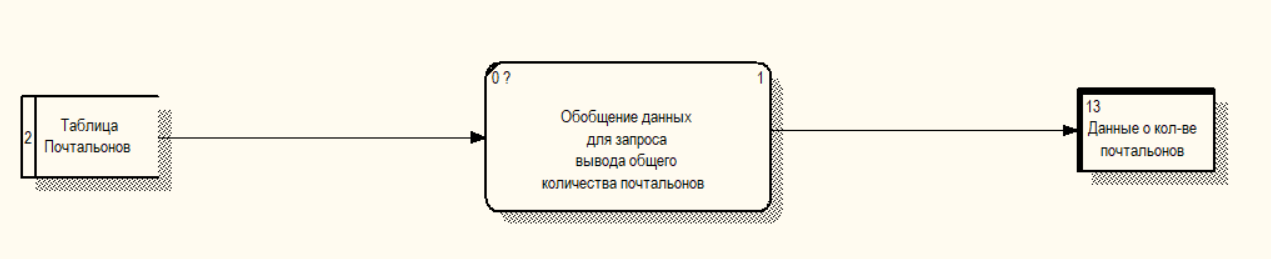 2
Таблица
Почтальонов
0 ?
1
Обобщение данных
для запроса
вывода общего
количества почтальонов
13
Данные о кол-ве
почтальонов